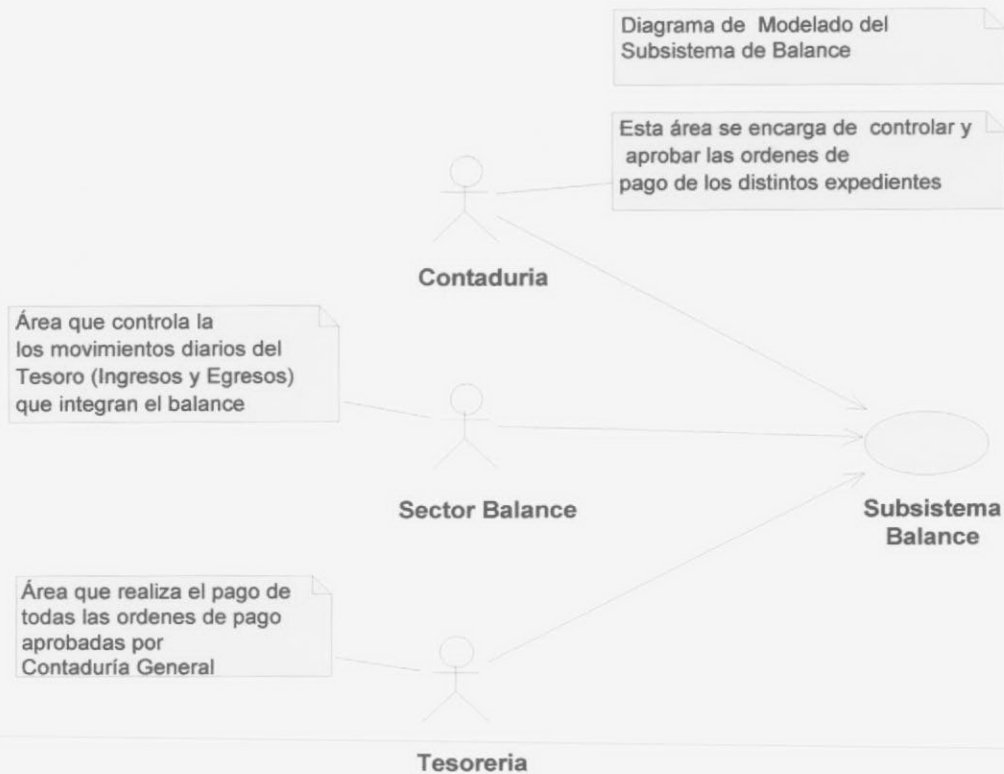 Diagrama de Modelado del
Subsistema de Balance
Esta área se encarga de controlar y
aprobar las ordenes de
pago de los distintos expedientes
Contaduria
Área que controla la
los movimientos diarios del
Tesoro (Ingresos y Egresos)
que integran el balance
Sector Balance
Subsistema
Balance
Área que realiza el pago de
todas las ordenes de pago
aprobadas por
Contaduría General
Tesoreria